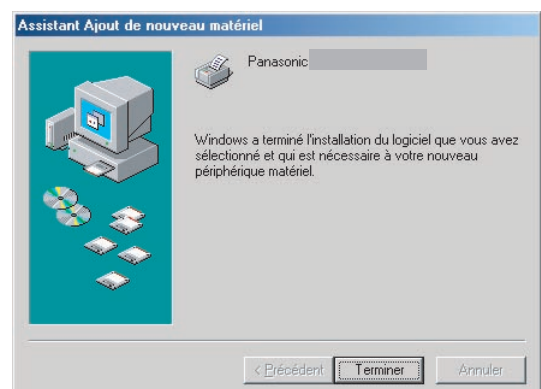 Assistant Ajout de nouveau matériel
Panasonic
Windows a terminé l'installation du logiciel que vous avez
sélectionné et qui est nécessaire à votre nouveau
périphérique matériel.
< Précédent
Terminer
Annuler